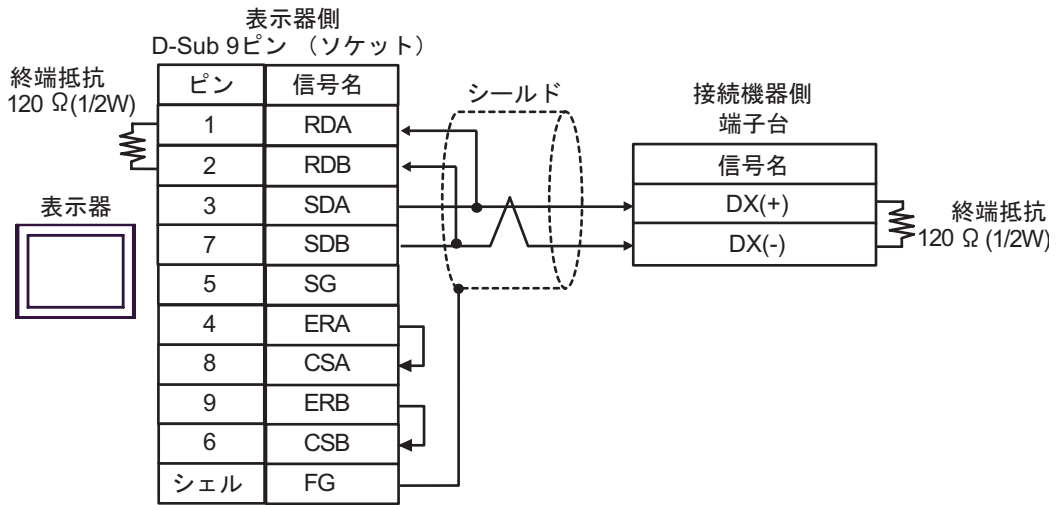 表示器側
D-Sub 9ピン （ソケット）
終端抵抗
120 Ω(1/2W)
ピン 信号名
1 RDA
2 RDB
3 SDA
7 SDB
5 SG
4 ERA
8 CSA
9 ERB
6 CSB
シェル FG
表示器
シールド
接続機器側
端子台
信号名
DX(+)
DX(-)
終端抵抗
120 Ω (1/2W)